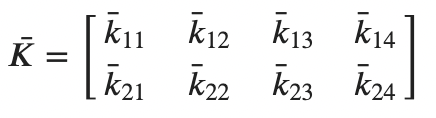 K̄ = [ k̄₁₁ k̄₁₂ k̄₁₃ k̄₁₄
k̄₂₁ k̄₂₂ k̄₂₃ k̄₂₄ ]